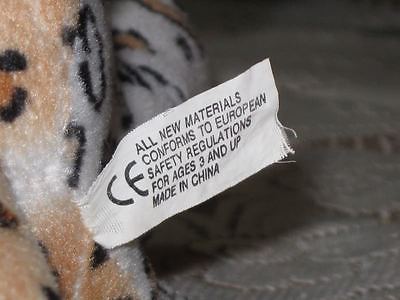 ALL NEW MATERIALS
CONFORMS TO EUROPEAN
SAFETY REGULATIONS
FOR AGES 3 AND UP
MADE IN CHINA
CE